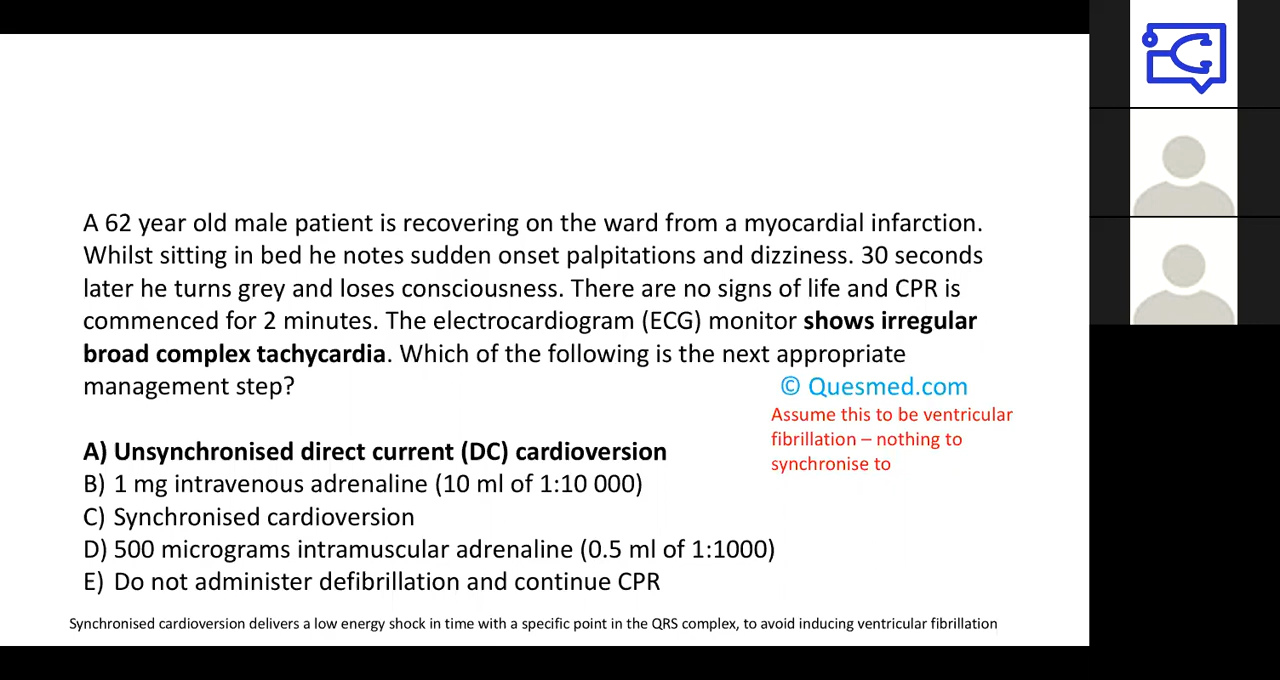 A 62 year old male patient is recovering on the ward from a myocardial infarction.
Whilst sitting in bed he notes sudden onset palpitations and dizziness. 30 seconds
later he turns grey and loses consciousness. There are no signs of life and CPR is
commenced for 2 minutes. The electrocardiogram (ECG) monitor shows irregular
broad complex tachycardia. Which of the following is the next appropriate
management step?
© Quesmed.com
Assume this to be ventricular
fibrillation – nothing to
synchronise to
A) Unsynchronised direct current (DC) cardioversion
B) 1 mg intravenous adrenaline (10 ml of 1:10 000)
C) Synchronised cardioversion
D) 500 micrograms intramuscular adrenaline (0.5 ml of 1:1000)
E) Do not administer defibrillation and continue CPR
Synchronised cardioversion delivers a low energy shock in time with a specific point in the QRS complex, to avoid inducing ventricular fibrillation